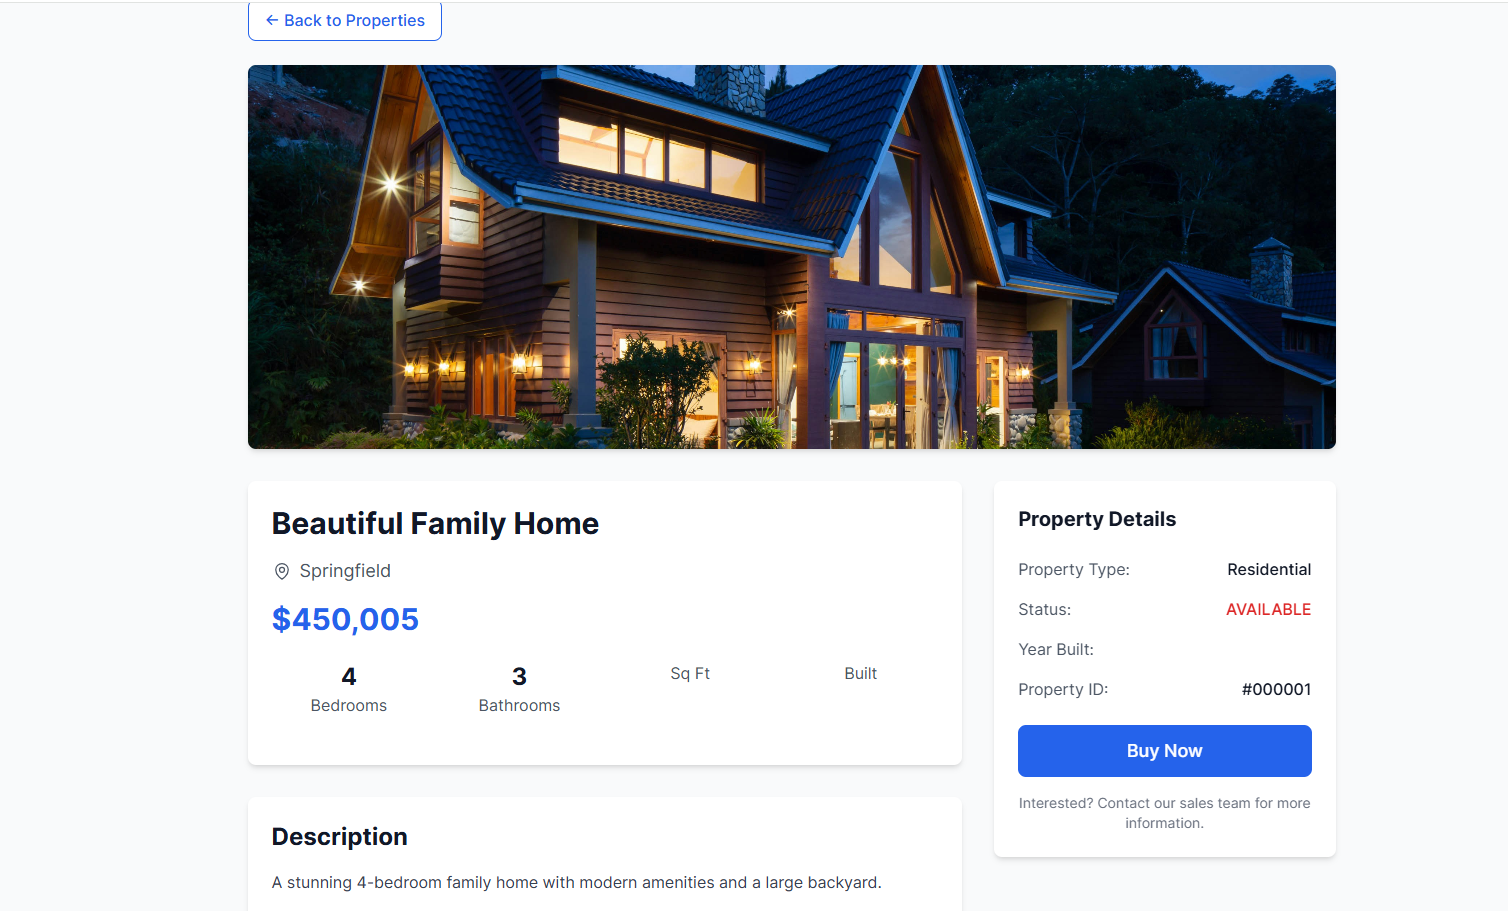 ← Back to Properties
Beautiful Family Home
Springfield
$450,005
4
Bedrooms
3
Bathrooms
Sq Ft
Built
Description
A stunning 4-bedroom family home with modern amenities and a large backyard.
Property Details
Property Type: Residential
Status: AVAILABLE
Year Built:
Property ID: #000001
Buy Now
Interested? Contact our sales team for more
information.